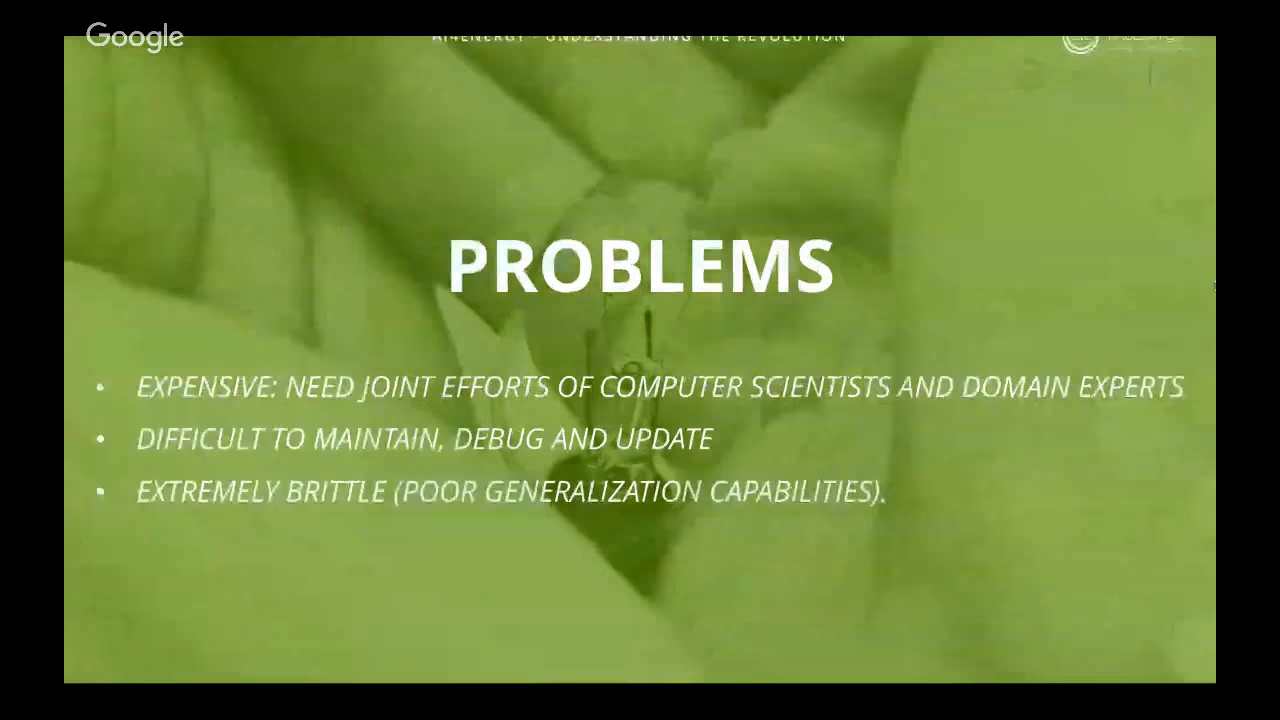 Google
AI4ENERGY - UNDERSTANDING THE REVOLUTION
PROBLEMS
• EXPENSIVE: NEED JOINT EFFORTS OF COMPUTER SCIENTISTS AND DOMAIN EXPERTS
• DIFFICULT TO MAINTAIN, DEBUG AND UPDATE
• EXTREMELY BRITTLE (POOR GENERALIZATION CAPABILITIES).